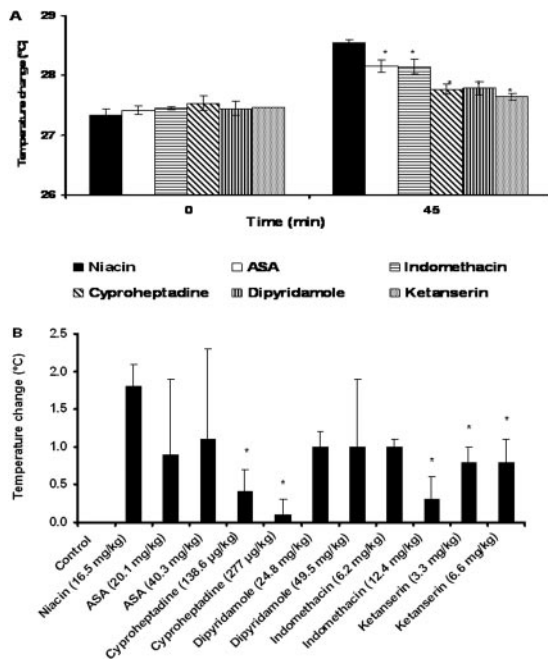 A
Temperature change (°C)
29
28
27
26
* *
* *
0 45
Time (min)
Niacin ASA Indomethacin
Cyproheptadine Dipyridamole Ketanserin
B
Temperature change (°C)
2.5
2.0
1.5
1.0
0.5
0.0
* * * * *
Control
Niacin (16.5 mg/kg)
ASA (20.1 mg/kg)
ASA (40.3 mg/kg)
Cyproheptadine (138.6 µg/kg)
Cyproheptadine (277 µg/kg)
Dipyridamole (24.8 mg/kg)
Dipyridamole (49.5 mg/kg)
Indomethacin (6.2 mg/kg)
Indomethacin (12.4 mg/kg)
Ketanserin (3.3 mg/kg)
Ketanserin (6.6 mg/kg)